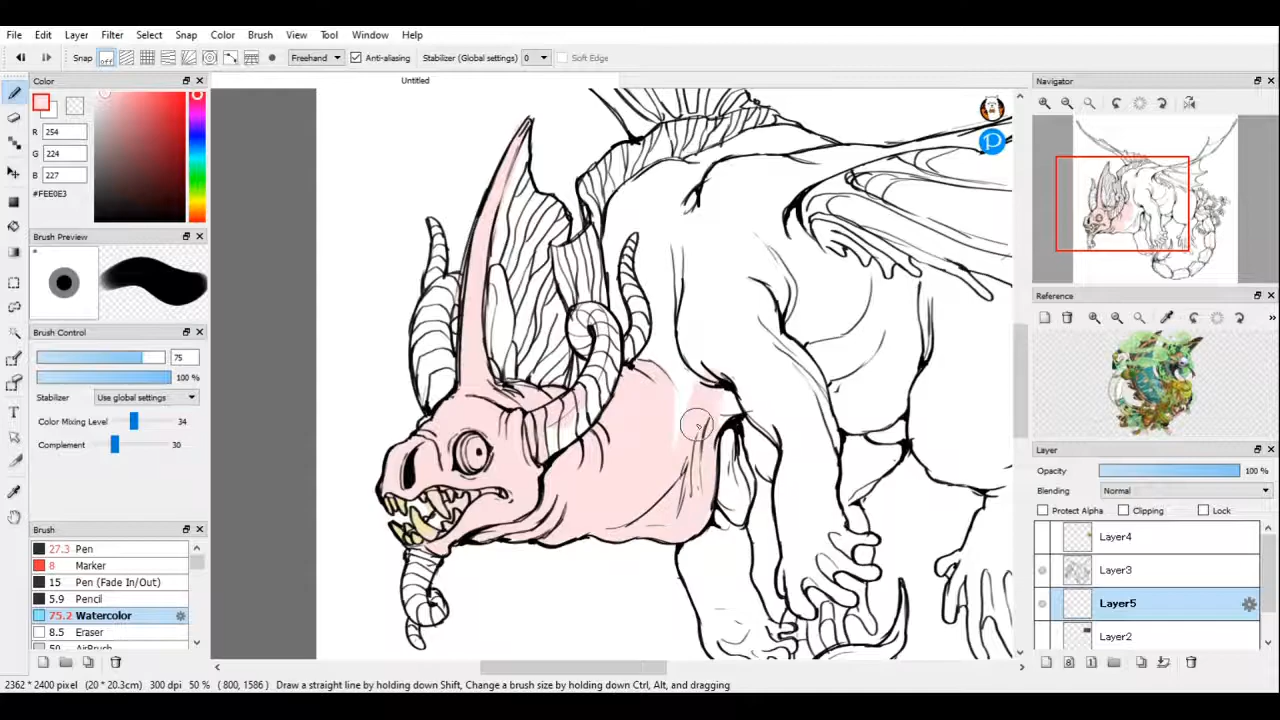 File Edit Layer Filter Select Snap Color Brush View Tool Window Help
Snap off Freehand Anti-aliasing Stabilizer (Global settings) 0 Soft Edge
Color
Untitled
Navigator
R 254
G 224
B 227
#FEE0E3
Brush Preview
Brush Control
75
100 %
Stabilizer Use global settings
Color Mixing Level 34
Complement 30
Reference
Layer
Opacity 100 %
Blending Normal
Protect Alpha Clipping Lock
Layer4
Layer3
Layer5
Layer2
Brush
27.3 Pen
8 Marker
15 Pen (Fade In/Out)
5.9 Pencil
75.2 Watercolor
8.5 Eraser
AirBrush
2362 * 2400 pixel (20 * 20.3cm) 300 dpi 50 % ( 800, 1586 ) Draw a straight line by holding down Shift, Change a brush size by holding down Ctrl, Alt, and dragging